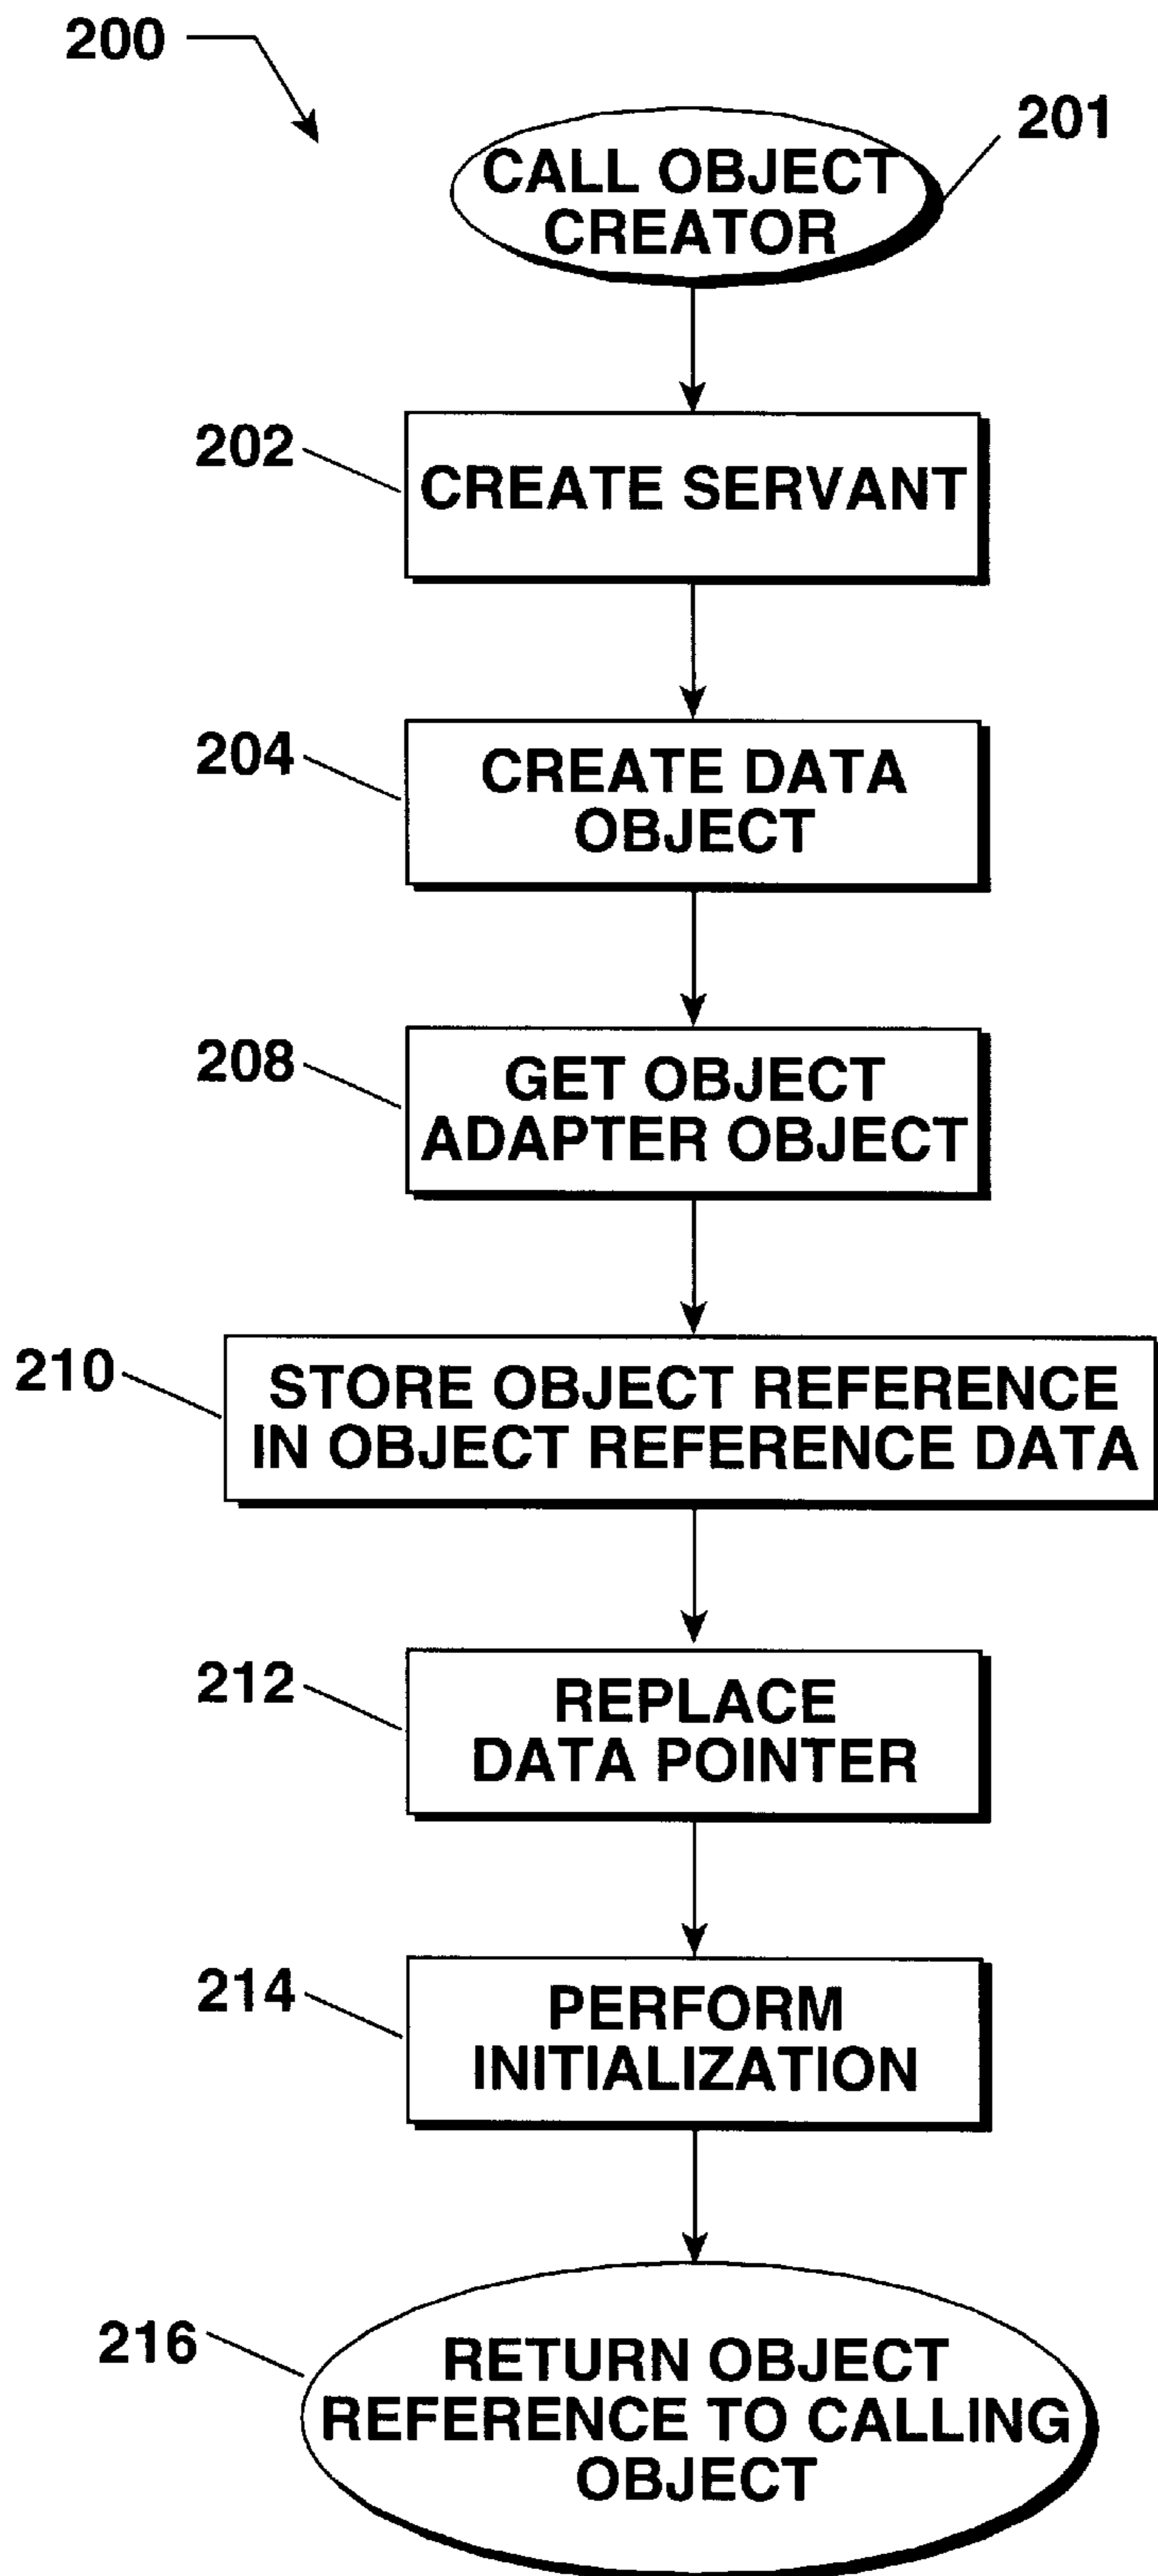 200
201
CALL OBJECT
CREATOR
202
CREATE SERVANT
204
CREATE DATA
OBJECT
208
GET OBJECT
ADAPTER OBJECT
210
STORE OBJECT REFERENCE
IN OBJECT REFERENCE DATA
212
REPLACE
DATA POINTER
214
PERFORM
INITIALIZATION
216
RETURN OBJECT
REFERENCE TO CALLING
OBJECT